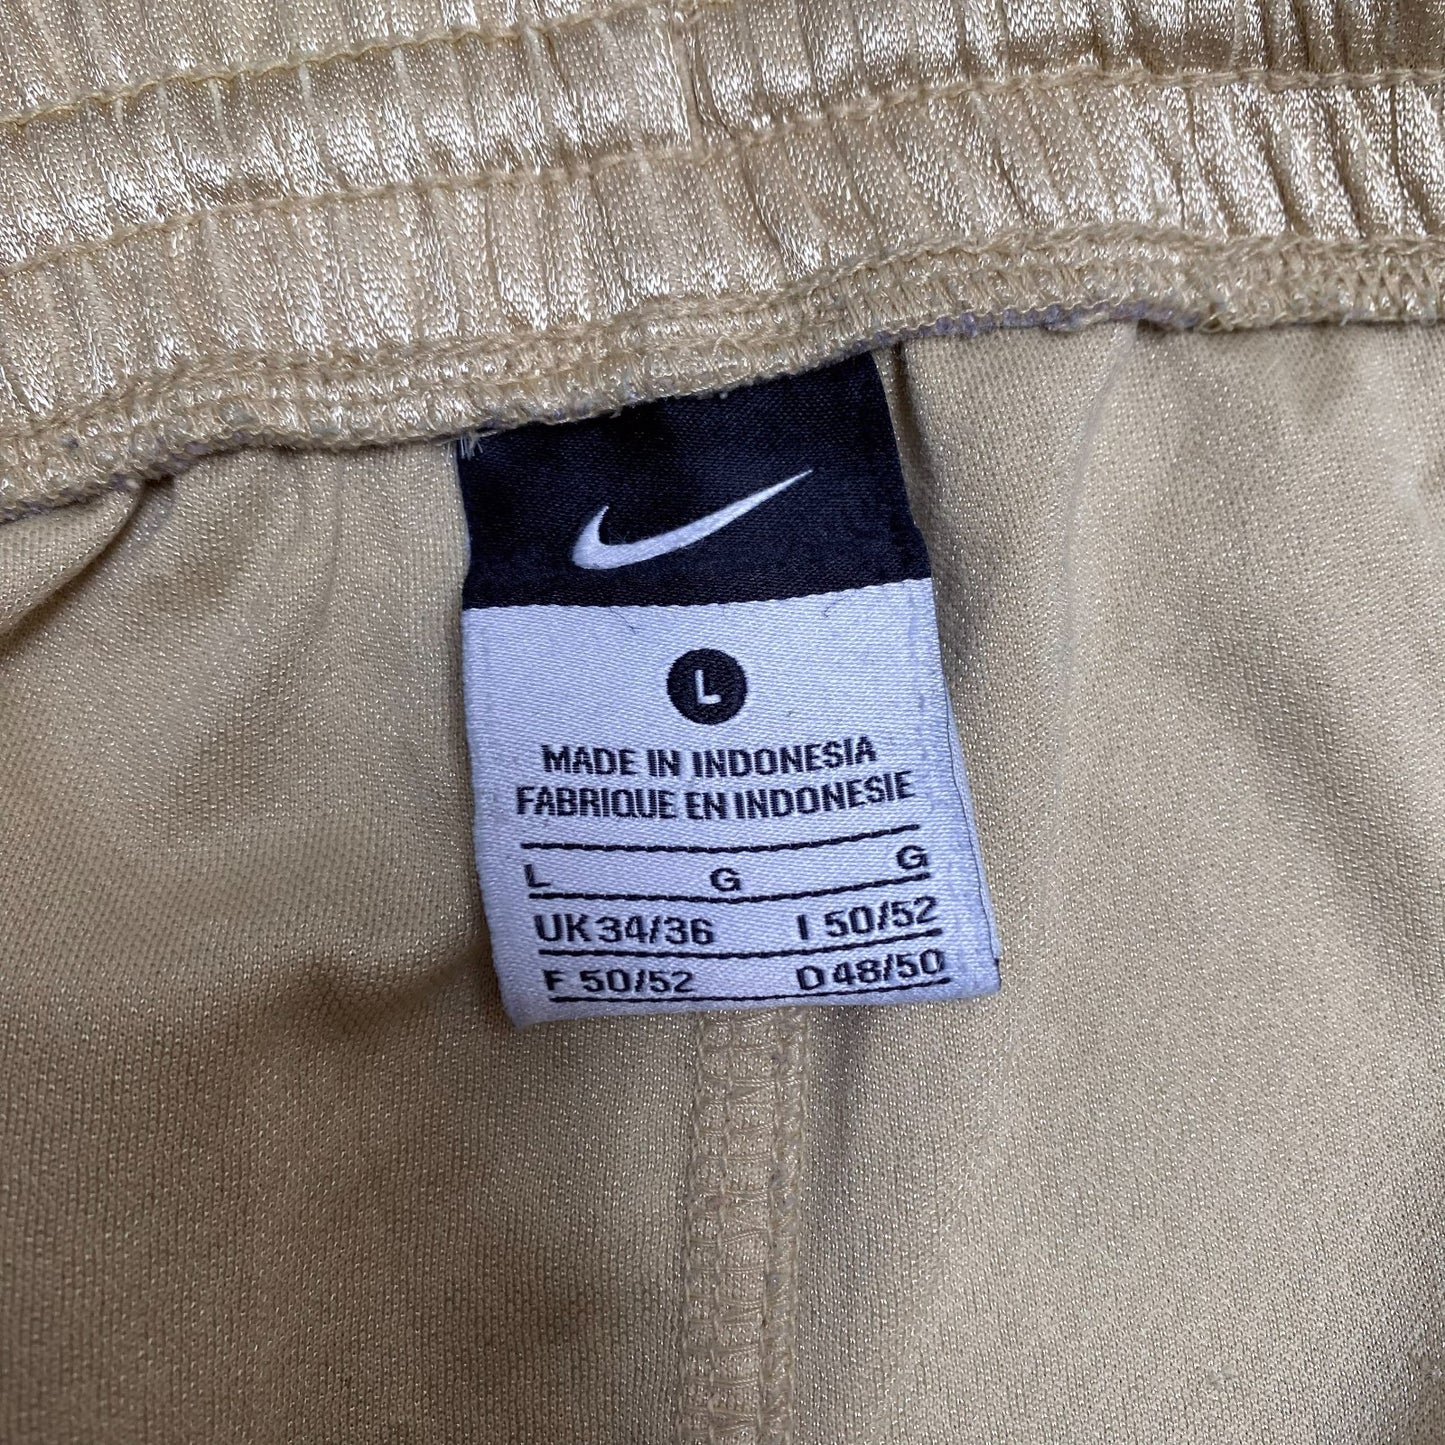 L
MADE IN INDONESIA
FABRIQUE EN INDONESIE
L G G
UK 34/36 I 50/52
F 50/52 D 48/50